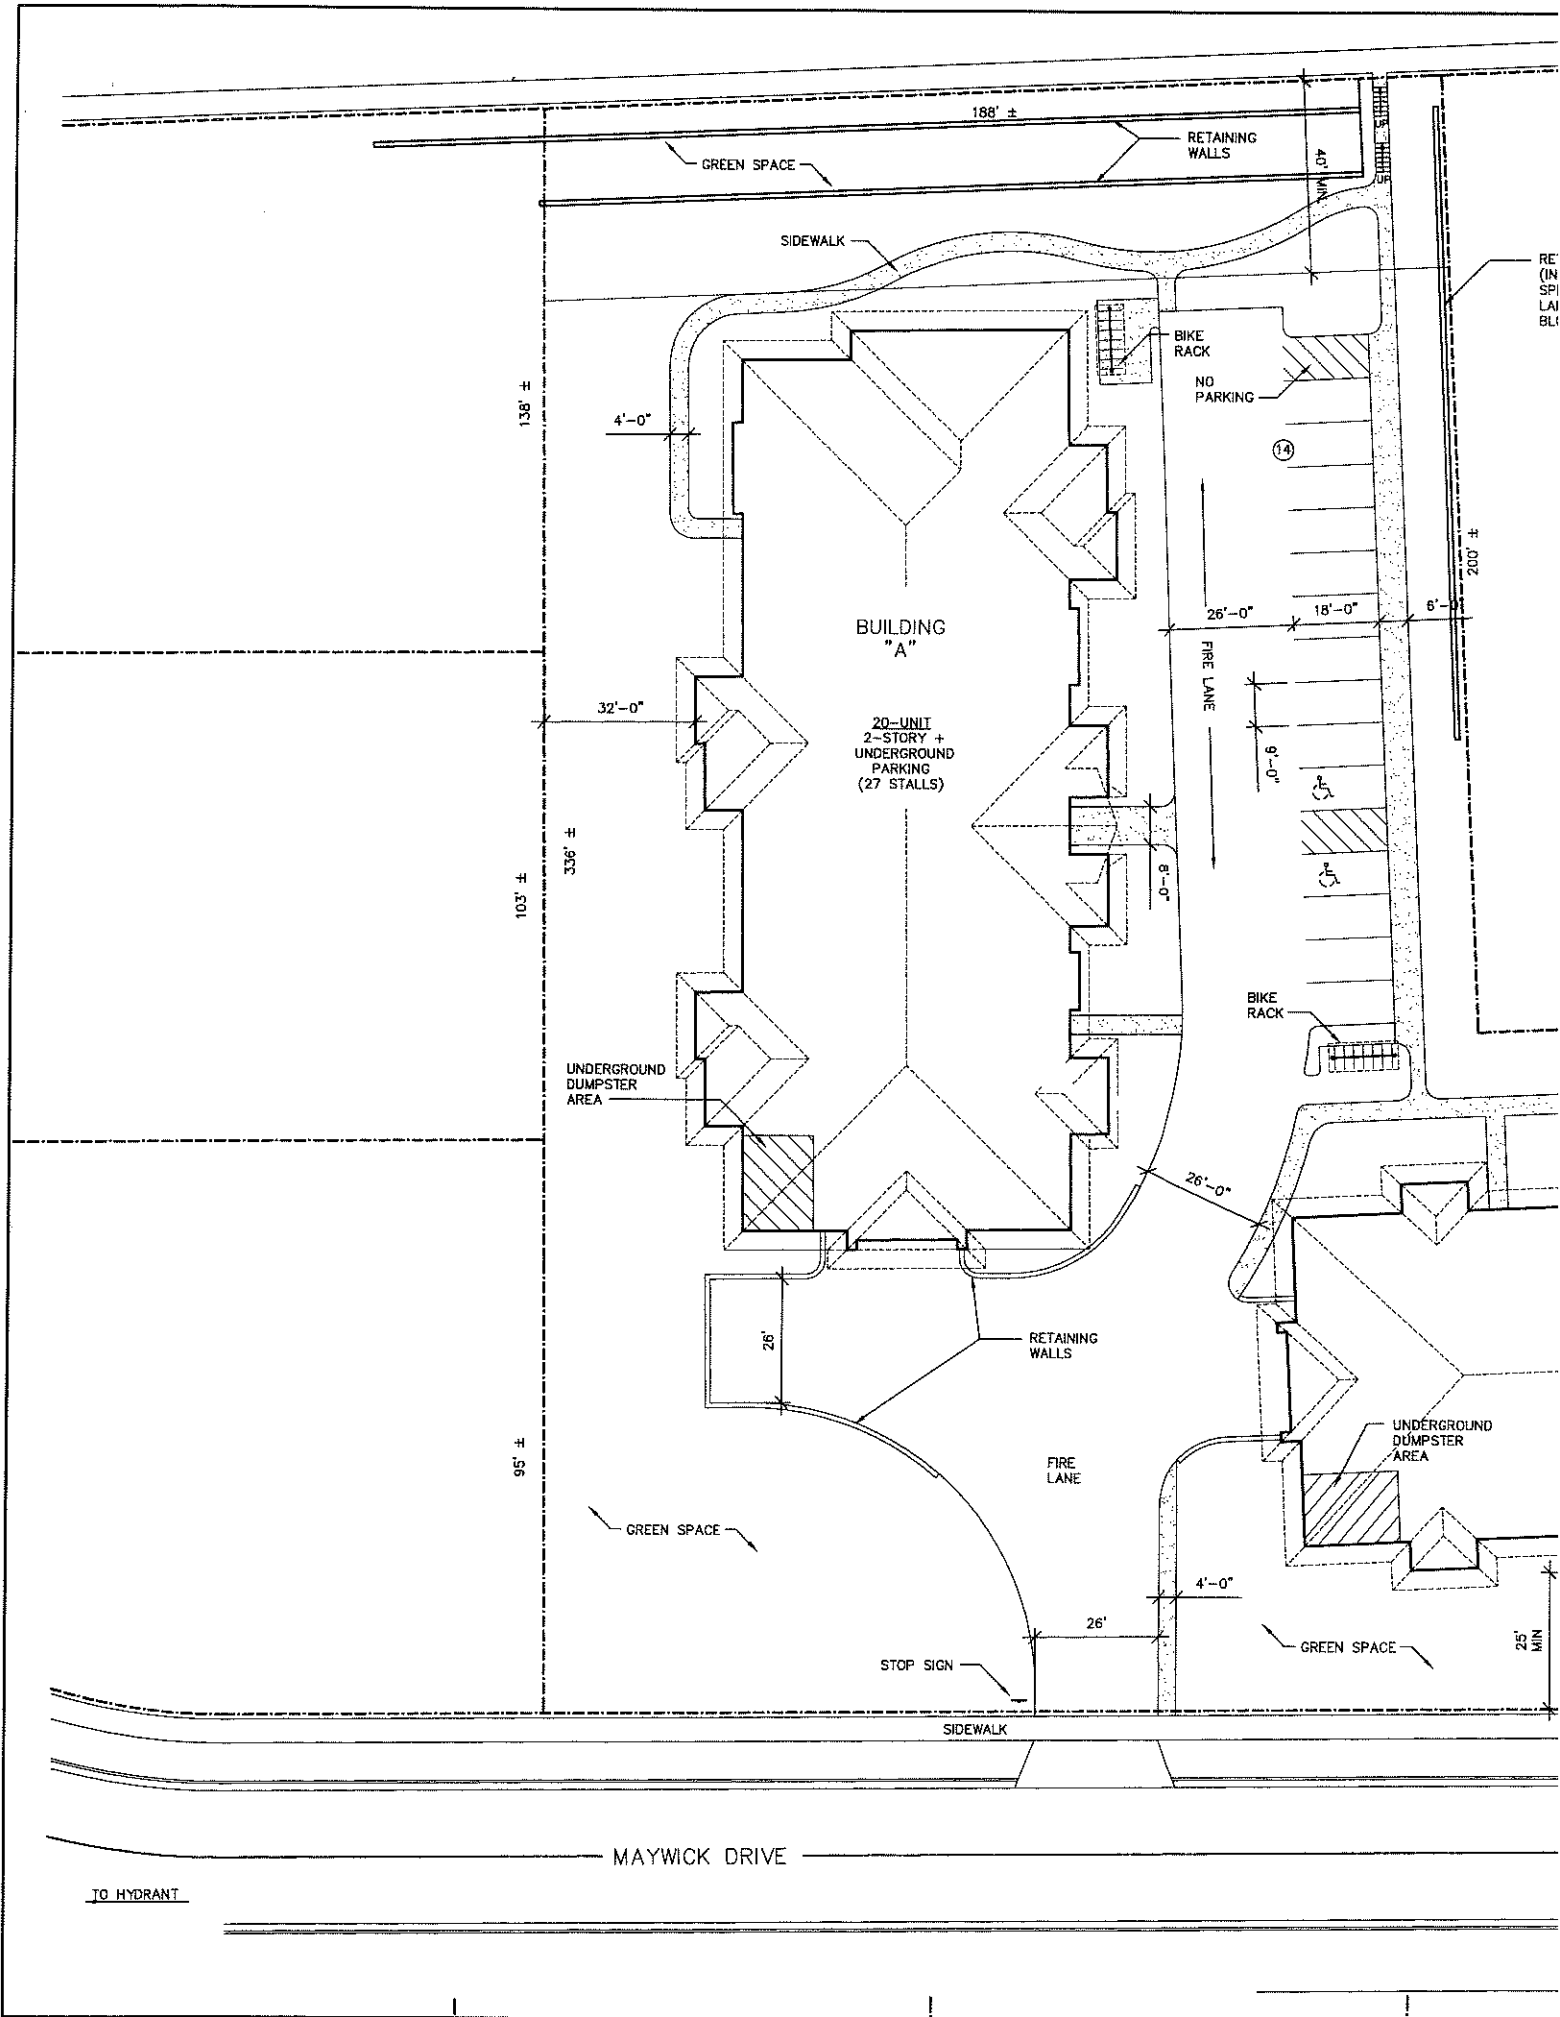 188' ±
RETAINING
WALLS
GREEN SPACE
40' MIN.
UP
UP
SIDEWALK
BIKE
RACK
NO
PARKING
14
138' ±
4'-0"
200' ±
BUILDING
"A"
26'-0"
18'-0"
FIRE LANE
32'-0"
20-UNIT
2-STORY +
UNDERGROUND
PARKING
(27 STALLS)
9'-0"
336' ±
103' ±
8'-0"
BIKE
RACK
UNDERGROUND
DUMPSTER
AREA
26'-0"
26'
RETAINING
WALLS
UNDERGROUND
DUMPSTER
AREA
95' ±
FIRE
LANE
GREEN SPACE
4'-0"
26'
GREEN SPACE
25'
MIN
STOP SIGN
SIDEWALK
MAYWICK DRIVE
TO HYDRANT